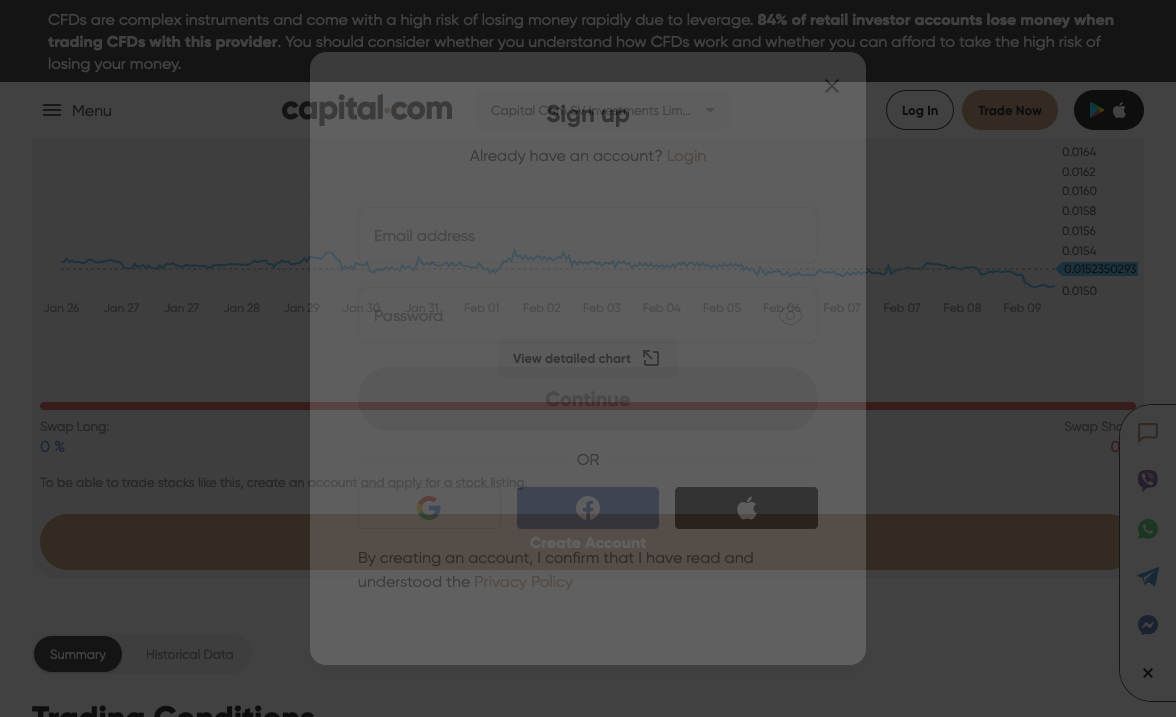 CFDs are complex instruments and come with a high risk of losing money rapidly due to leverage. 84% of retail investor accounts lose money when
trading CFDs with this provider. You should consider whether you understand how CFDs work and whether you can afford to take the high risk of
losing your money.
Menu
capital.com
Capital Com SV Investments Lim...
Log In
Trade Now
Sign up
Already have an account? Login
Email address
Password
0.0164
0.0162
0.0160
0.0158
0.0156
0.0154
0.0152350293
0.0150
Jan 26 Jan 27 Jan 27 Jan 28 Jan 29 Jan 30 Jan 31 Feb 01 Feb 02 Feb 03 Feb 04 Feb 05 Feb 06 Feb 07 Feb 07 Feb 08 Feb 09
View detailed chart
Continue
Swap Long:
0 %
Swap Sho
0
OR
To be able to trade stocks like this, create an account and apply for a stock listing.
Create Account
By creating an account, I confirm that I have read and
understood the Privacy Policy
Summary
Historical Data
Trading Conditions